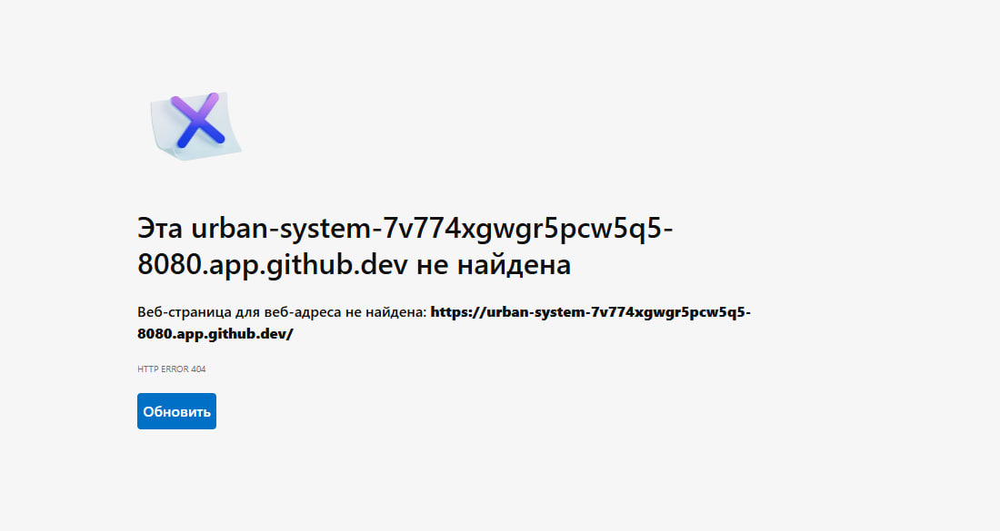 Эта urban-system-7v774xgwgr5pcw5q5-
8080.app.github.dev не найдена
Веб-страница для веб-адреса не найдена: https://urban-system-7v774xgwgr5pcw5q5-
8080.app.github.dev/
HTTP ERROR 404
Обновить